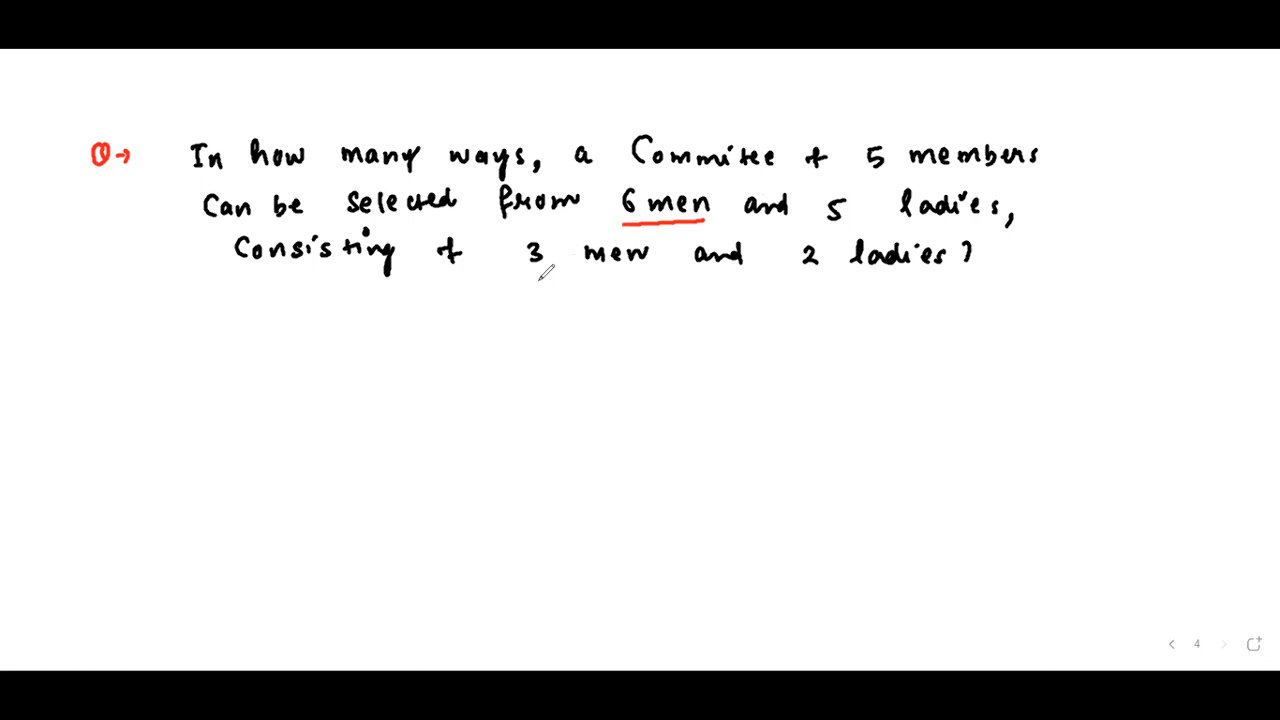 Q→ In how many ways, a Commitee of 5 members
Can be selected from 6 men and 5 ladies,
Consisting of 3 men and 2 ladies?
4